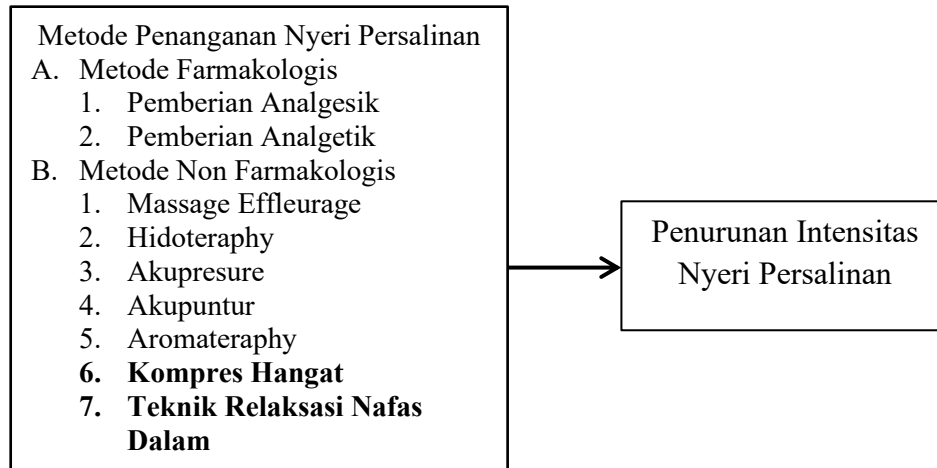 Metode Penanganan Nyeri Persalinan
A. Metode Farmakologis
1. Pemberian Analgesik
2. Pemberian Analgetik
B. Metode Non Farmakologis
1. Massage Effleurage
2. Hidoteraphy
3. Akupresure
4. Akupuntur
5. Aromateraphy
6. Kompres Hangat
7. Teknik Relaksasi Nafas
Dalam
Penurunan Intensitas
Nyeri Persalinan